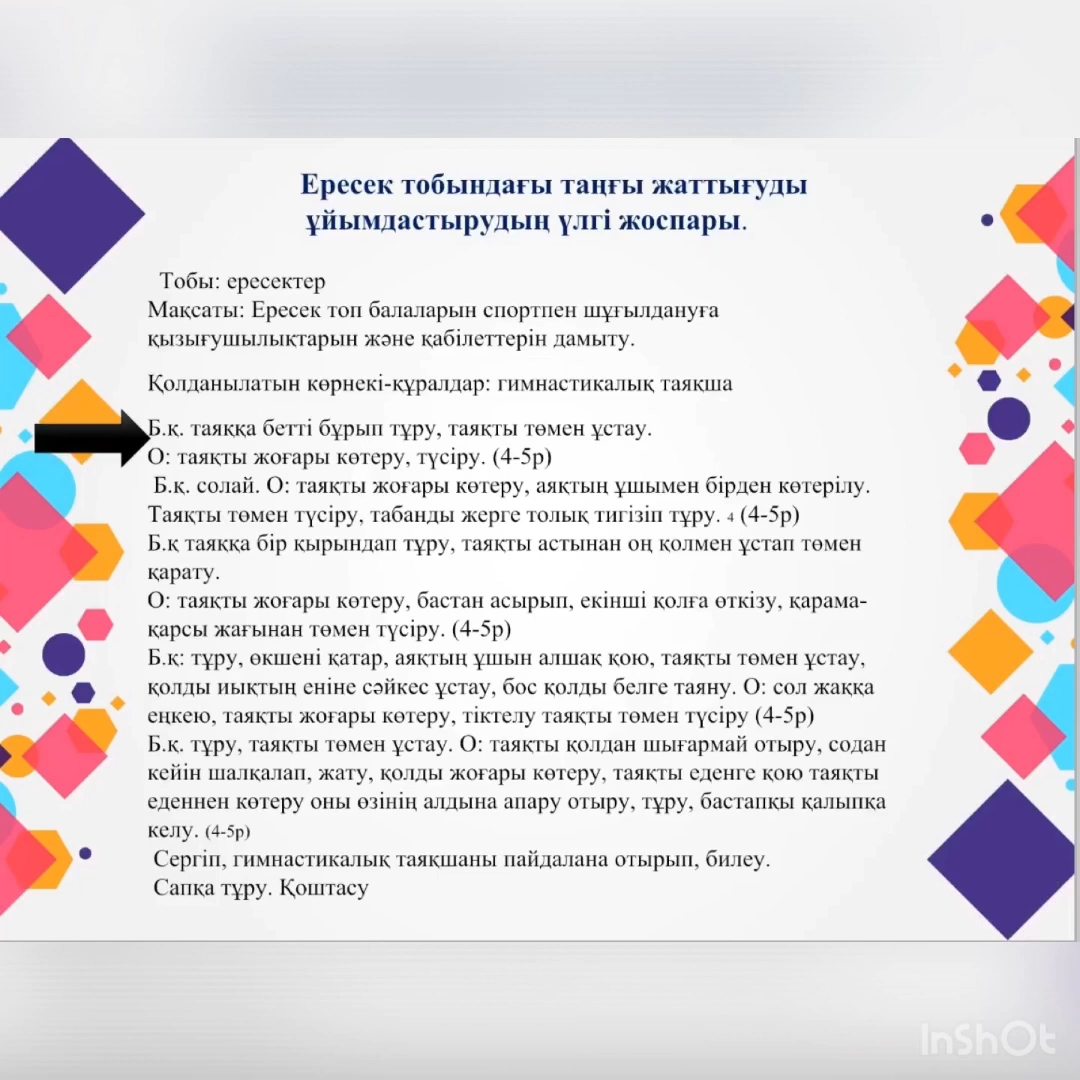 Ересек тобындағы таңғы жаттығуды
ұйымдастырудың үлгі жоспары.
Тобы: ересектер
Мақсаты: Ересек топ балаларын спортпен шұғылдануға
қызығушылықтарын және қабілеттерін дамыту.
Қолданылатын көрнекі-құралдар: гимнастикалық таяқша
Б.қ. таяққа бетті бұрып тұру, таяқты төмен ұстау.
О: таяқты жоғары көтеру, түсіру. (4-5р)
Б.қ. солай. О: таяқты жоғары көтеру, аяқтың ұшымен бірден көтерілу.
Таяқты төмен түсіру, табанды жерге толық тигізіп тұру. 4 (4-5р)
Б.қ таяққа бір қырындап тұру, таяқты астынан оң қолмен ұстап төмен
қарату.
О: таяқты жоғары көтеру, бастан асырып, екінші қолға өткізу, қарама-
қарсы жағынан төмен түсіру. (4-5р)
Б.қ: тұру, өкшені қатар, аяқтың ұшын алшақ қою, таяқты төмен ұстау,
қолды иықтың еніне сәйкес ұстау, бос қолды белге таяну. О: сол жаққа
еңкею, таяқты жоғары көтеру, тіктелу таяқты төмен түсіру (4-5р)
Б.қ. тұру, таяқты төмен ұстау. О: таяқты қолдан шығармай отыру, содан
кейін шалқалап, жату, қолды жоғары көтеру, таяқты еденге қою таяқты
еденнен көтеру оны өзінің алдына апару отыру, тұру, бастапқы қалыпқа
келу. (4-5р)
Сергіп, гимнастикалық таяқшаны пайдалана отырып, билеу.
Сапқа тұру. Қоштасу
InShOt